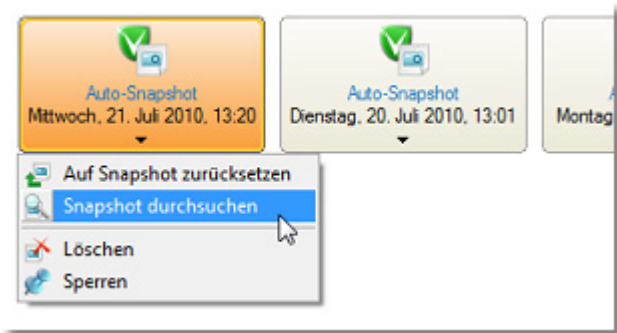 Auto-Snapshot
Mittwoch, 21. Juli 2010, 13:20
Auto-Snapshot
Dienstag, 20. Juli 2010, 13:01
Montag
Auf Snapshot zurücksetzen
Snapshot durchsuchen
Löschen
Sperren